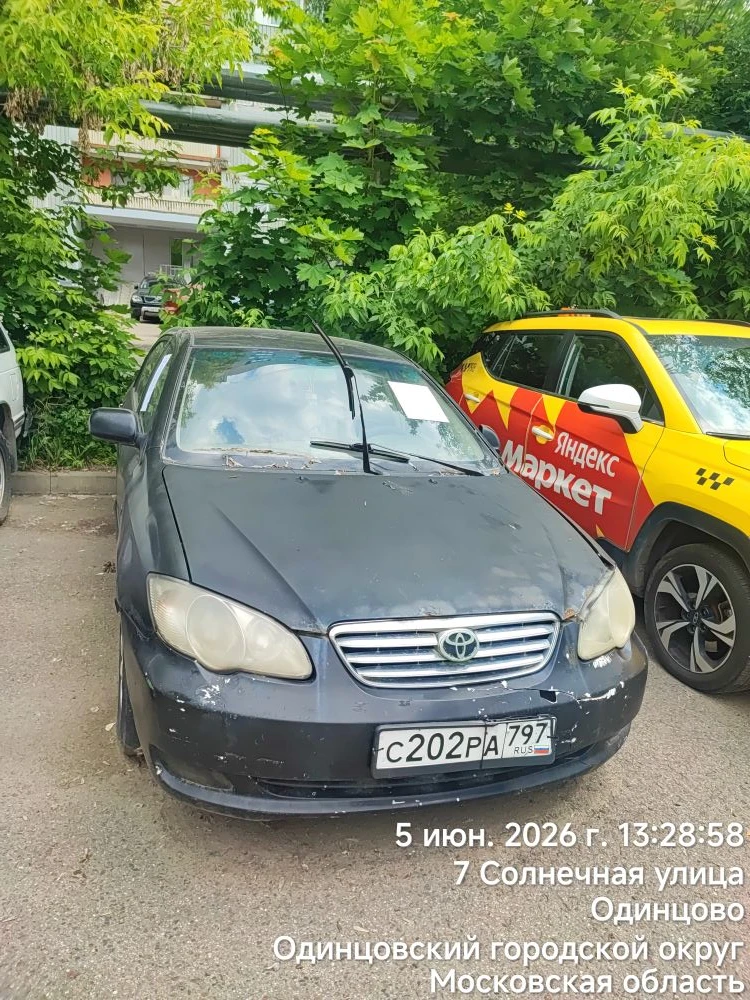 Яндекс
Маркет
С202РА 797
RUS
5 июн. 2026 г. 13:28:58
7 Солнечная улица
Одинцово
Одинцовский городской округ
Московская область